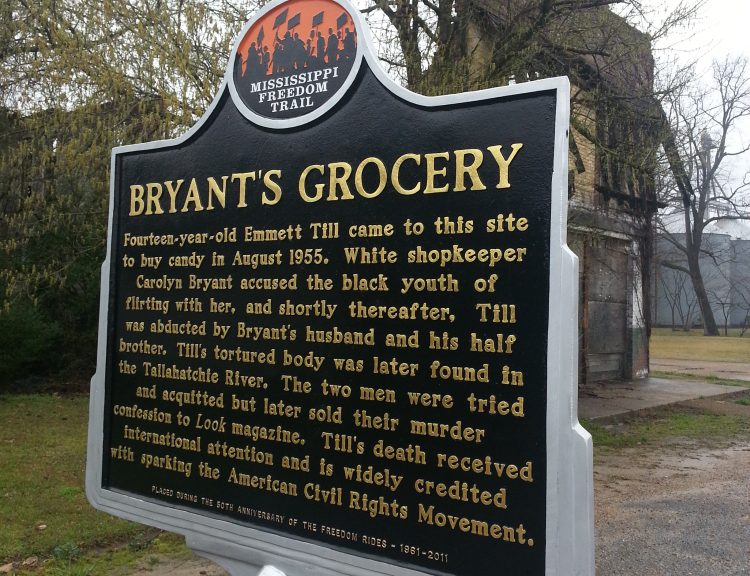 MISSISSIPPI
FREEDOM
TRAIL
BRYANT'S GROCERY
Fourteen-year-old Emmett Till came to this site
to buy candy in August 1955. White shopkeeper
Carolyn Bryant accused the black youth of
flirting with her, and shortly thereafter, Till
was abducted by Bryant's husband and his half
brother. Till's tortured body was later found in
the Tallahatchie River. The two men were tried
and acquitted but later sold their murder
confession to Look magazine. Till's death received
international attention and is widely credited
with sparking the American Civil Rights Movement.
PLACED DURING THE 50TH ANNIVERSARY OF THE FREEDOM RIDES - 1961-2011